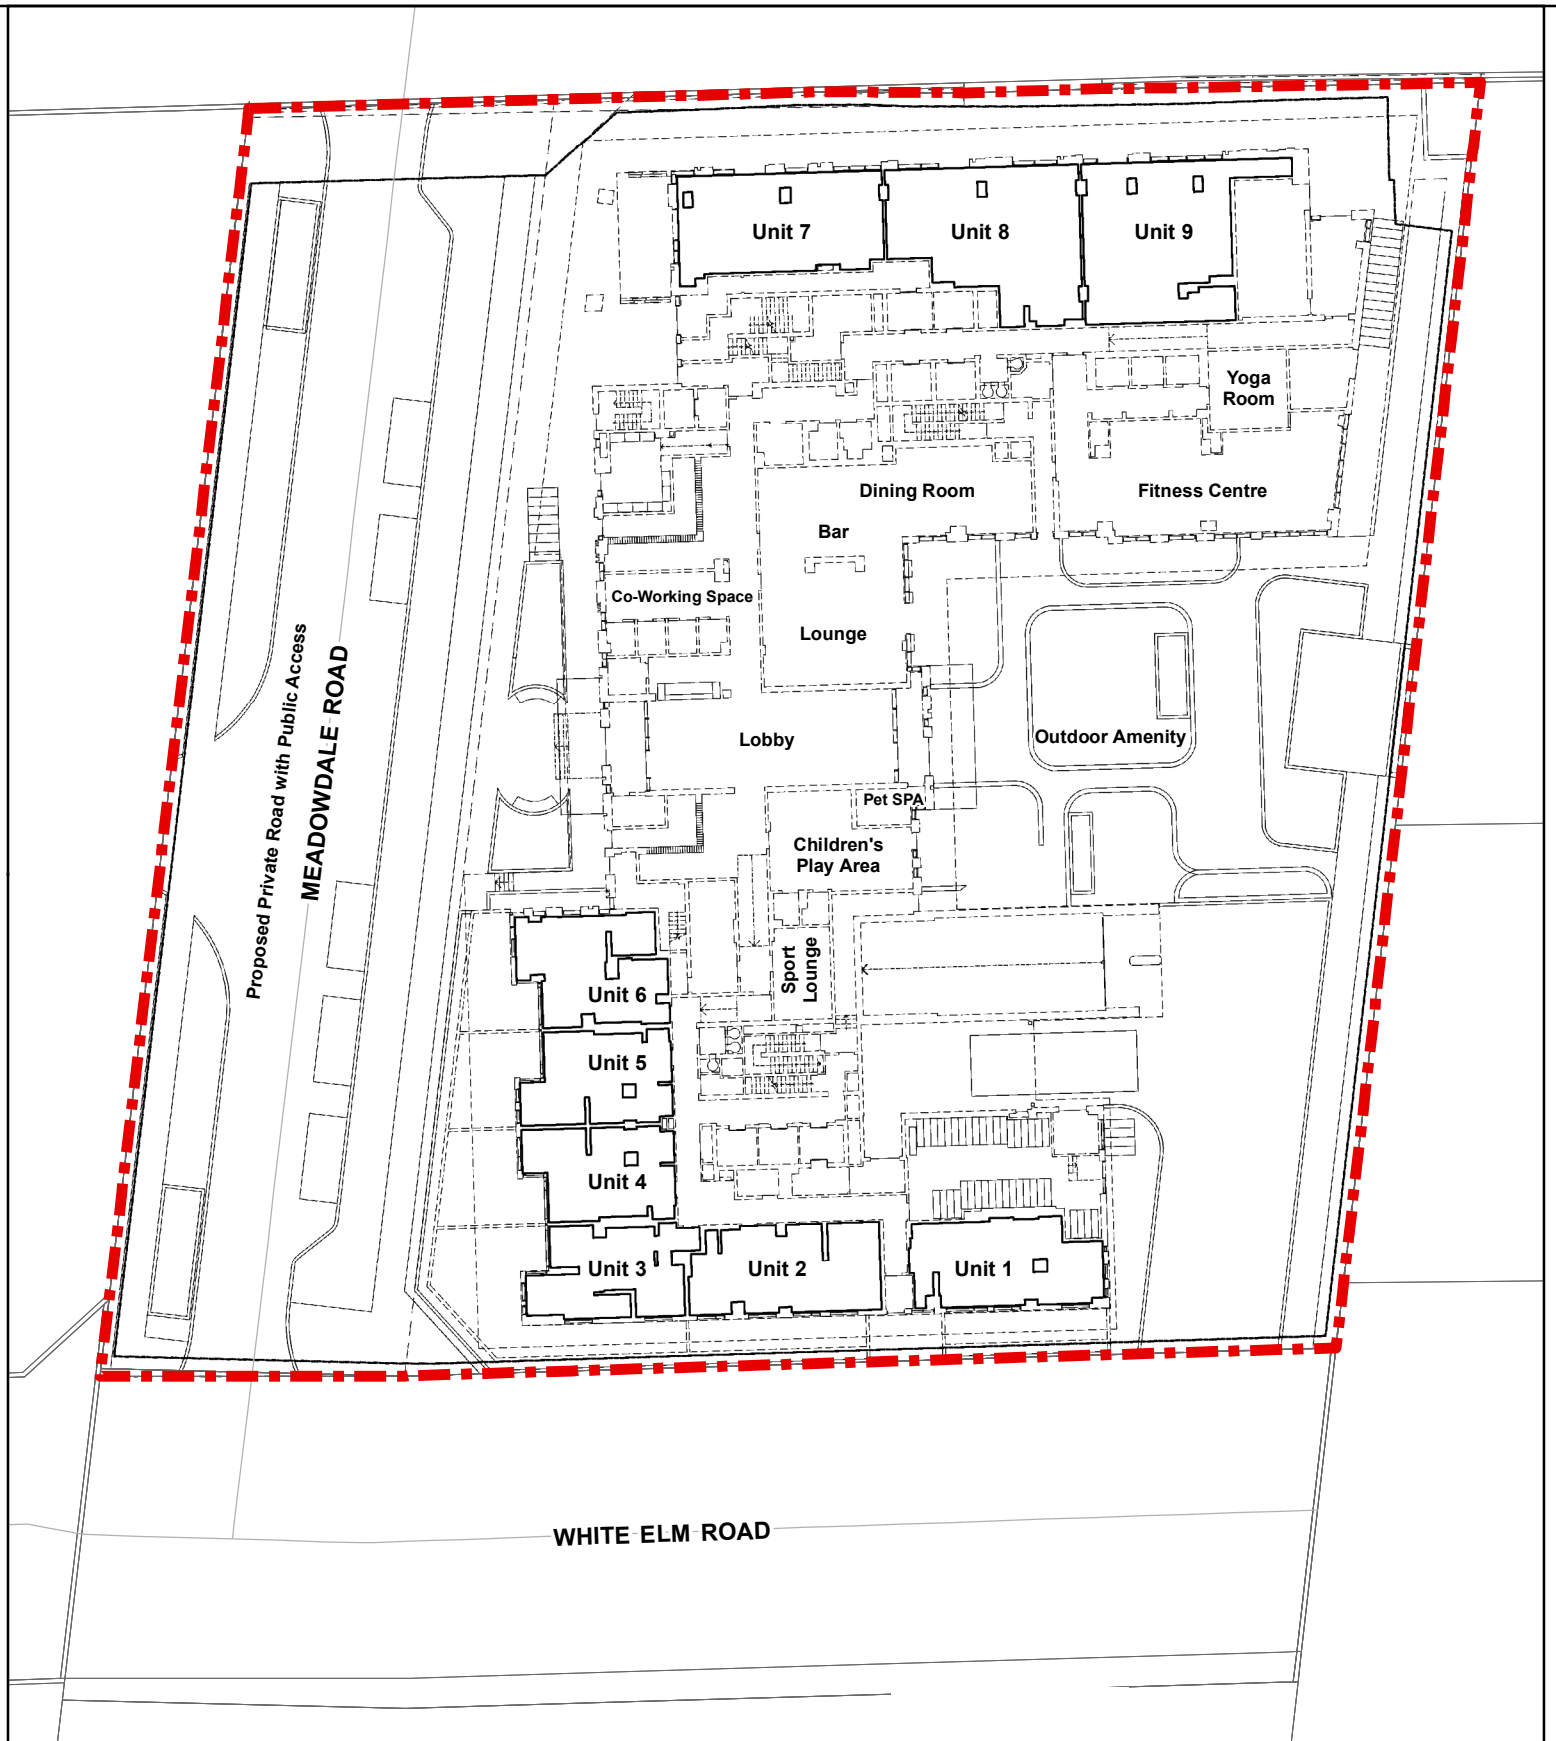 Unit 7
Unit 8
Unit 9
Yoga
Room
Dining Room
Fitness Centre
Bar
Co-Working Space
Lounge
Proposed Private Road with Public Access
MEADOWDALE ROAD
Lobby
Outdoor Amenity
Pet SPA
Children's
Play Area
Sport
Lounge
Unit 6
Unit 5
Unit 4
Unit 3
Unit 2
Unit 1
WHITE ELM ROAD